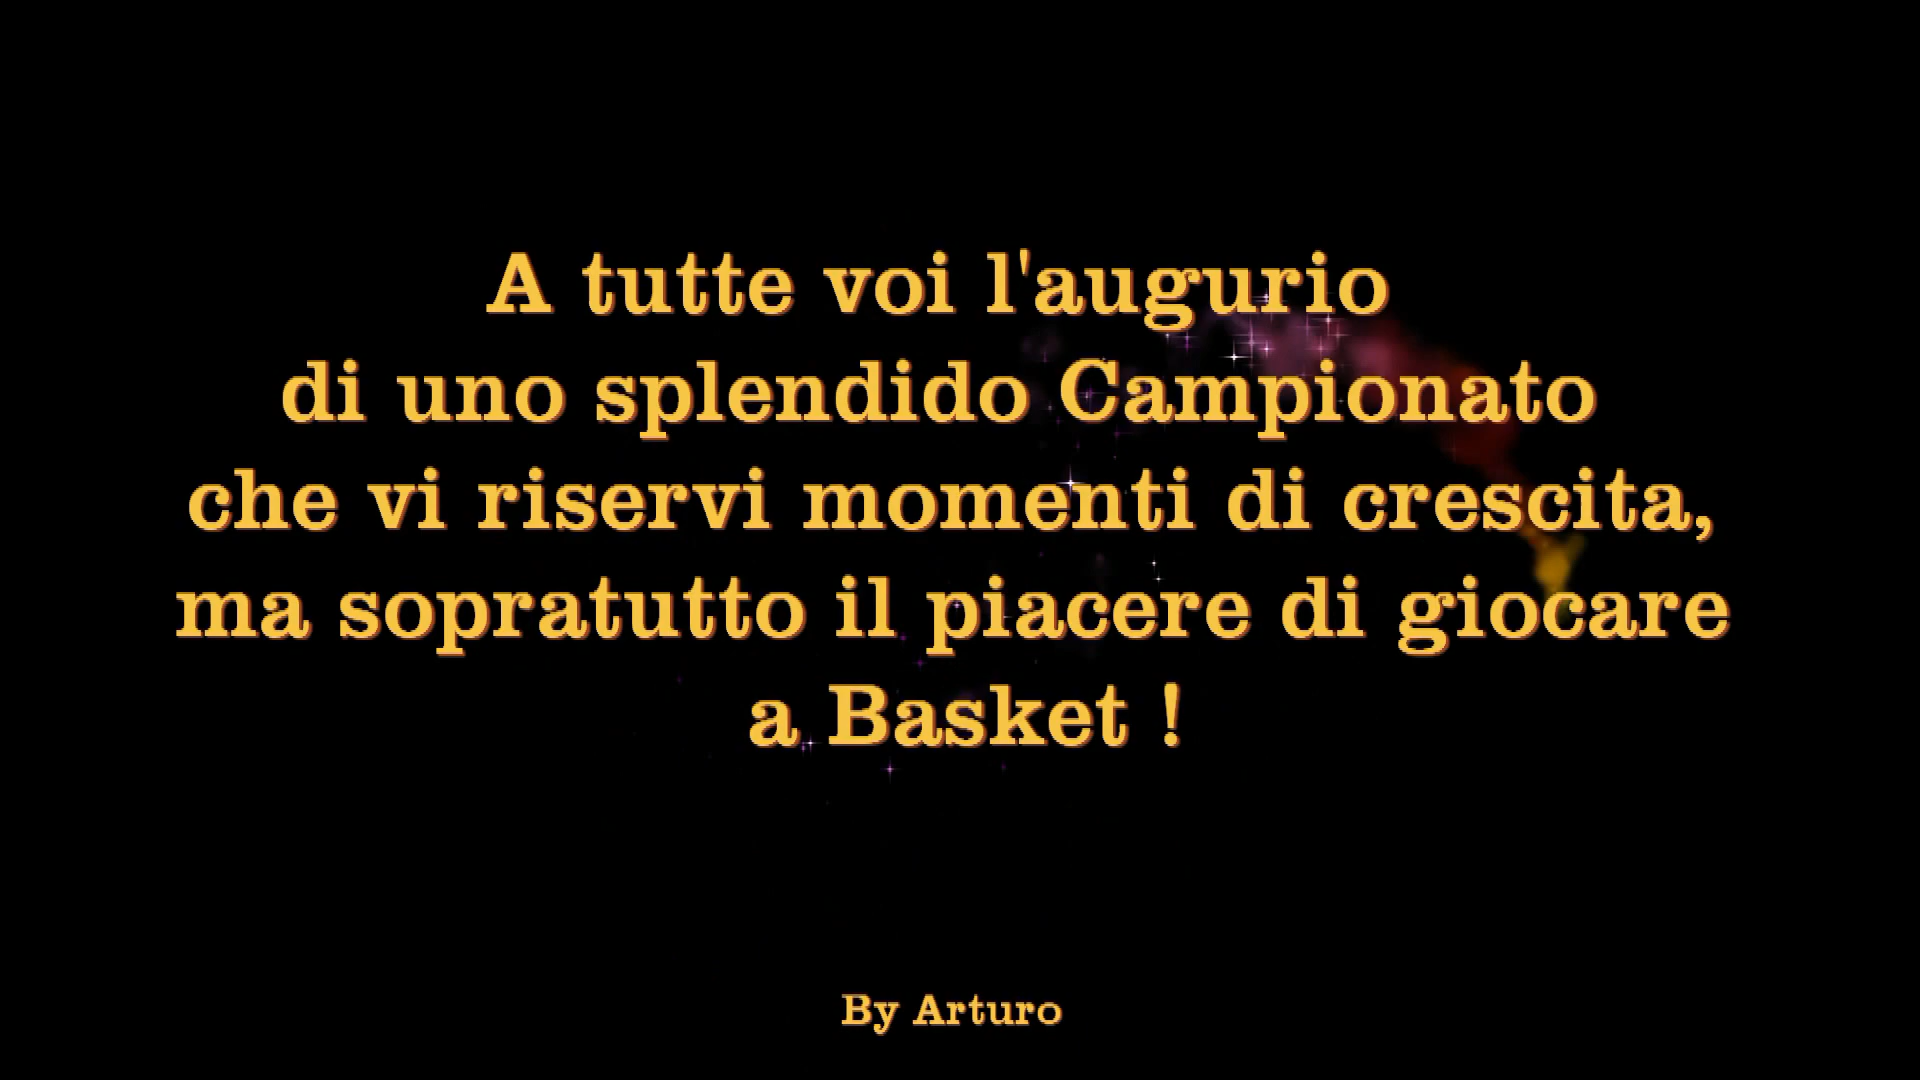 A tutte voi l'augurio
di uno splendido Campionato
che vi riservi momenti di crescita,
ma sopratutto il piacere di giocare
a Basket !
By Arturo